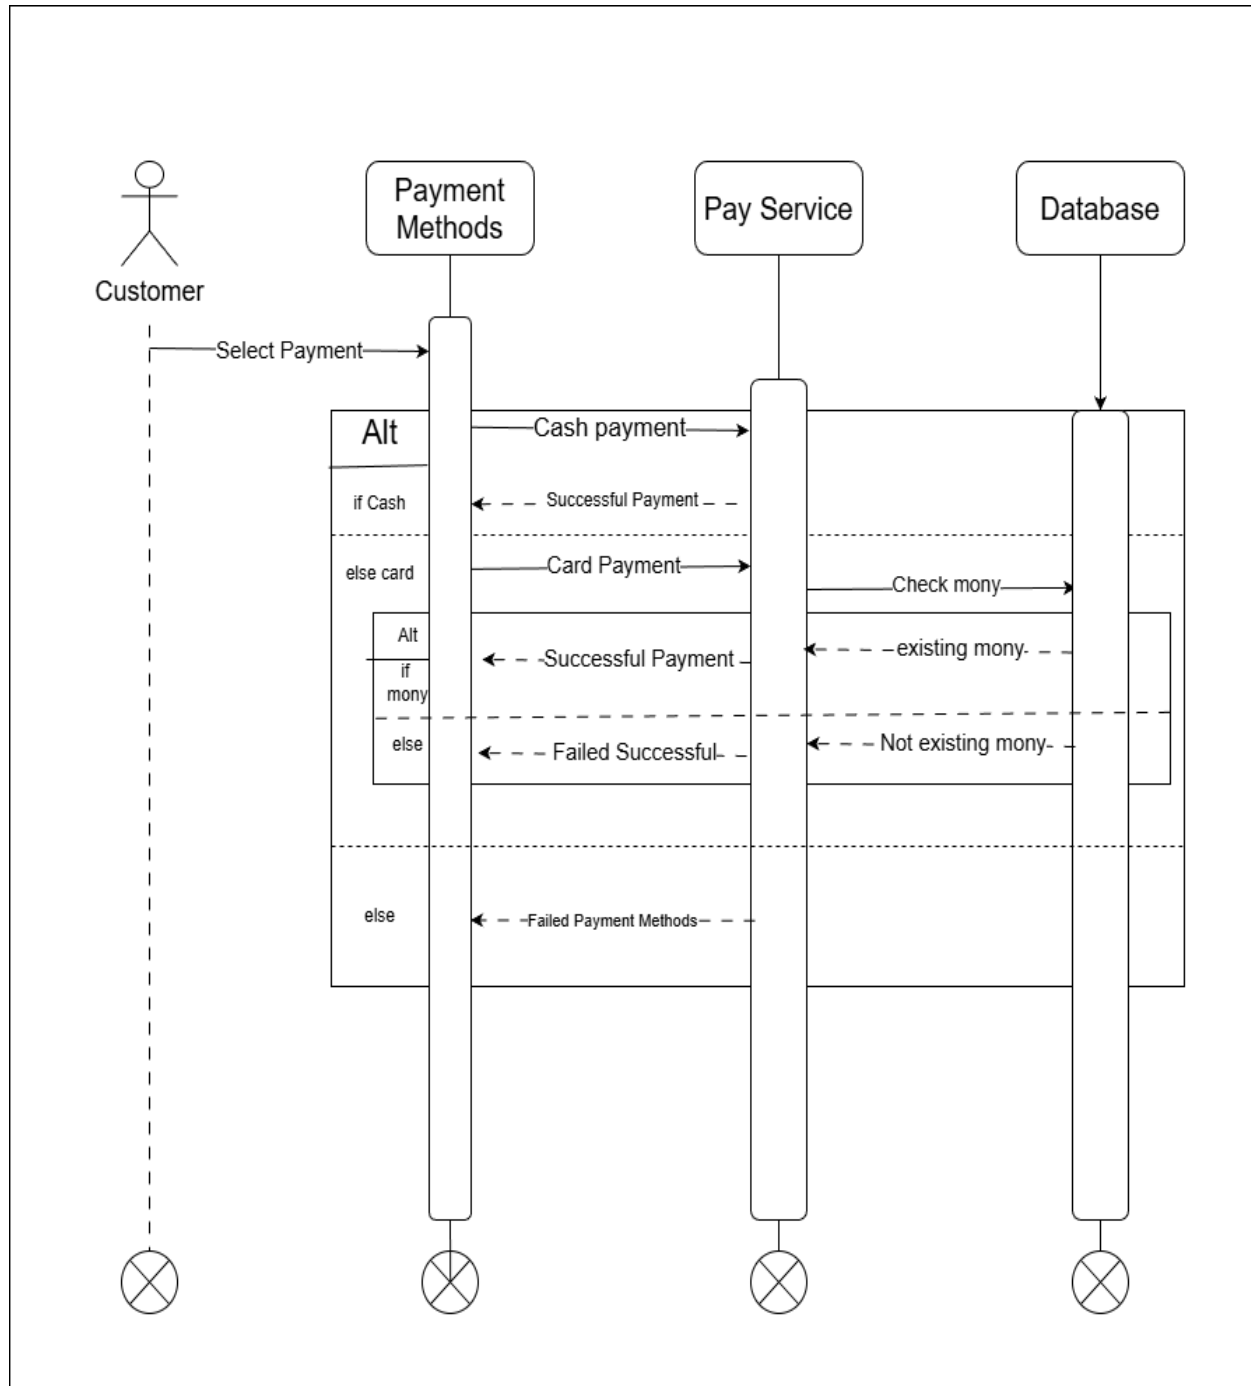 Payment
Methods
Pay Service
Database
Customer
Select Payment
Alt
Cash payment
if Cash
Successful Payment
else card
Card Payment
Check mony
Alt
existing mony
Successful Payment
if
mony
else
Not existing mony
Failed Successful
else
Failed Payment Methods